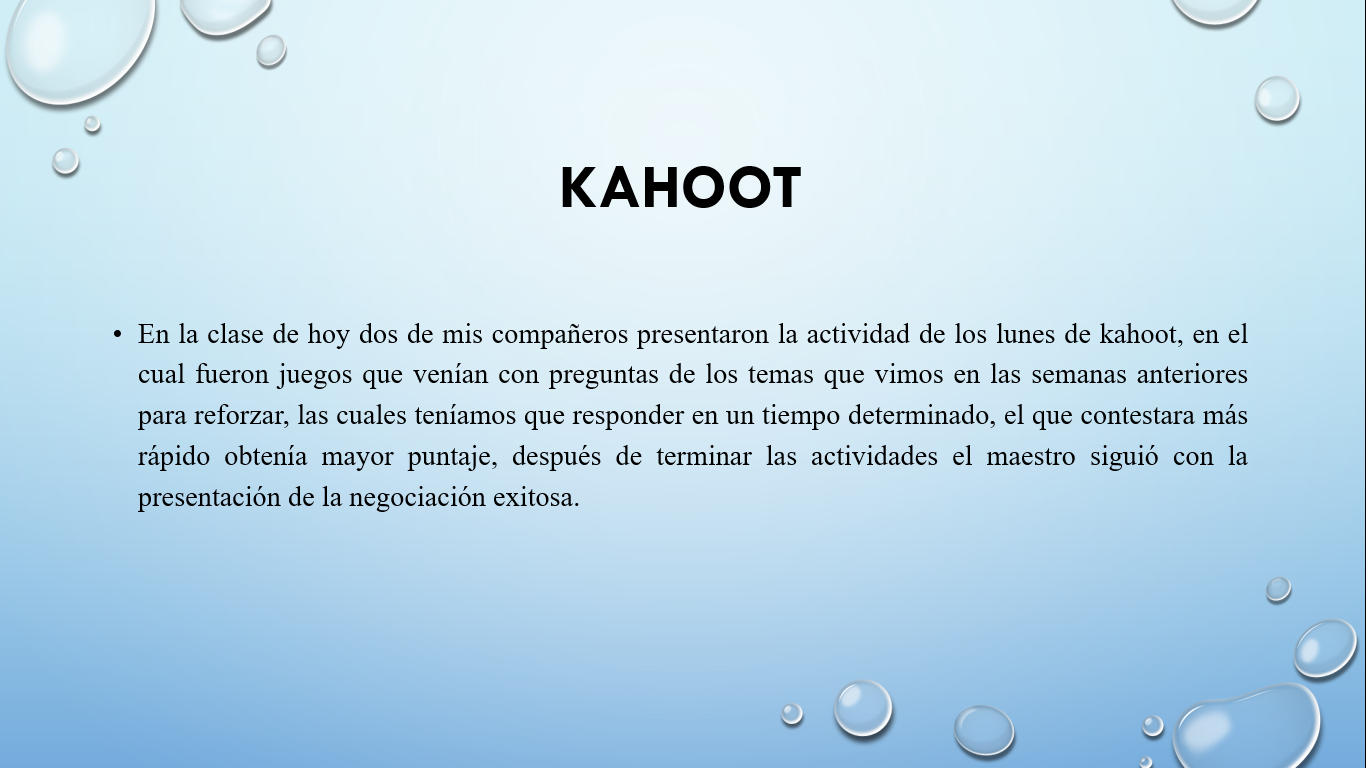 KAHOOT
• En la clase de hoy dos de mis compañeros presentaron la actividad de los lunes de kahoot, en el
cual fueron juegos que venían con preguntas de los temas que vimos en las semanas anteriores
para reforzar, las cuales teníamos que responder en un tiempo determinado, el que contestara más
rápido obtenía mayor puntaje, después de terminar las actividades el maestro siguió con la
presentación de la negociación exitosa.